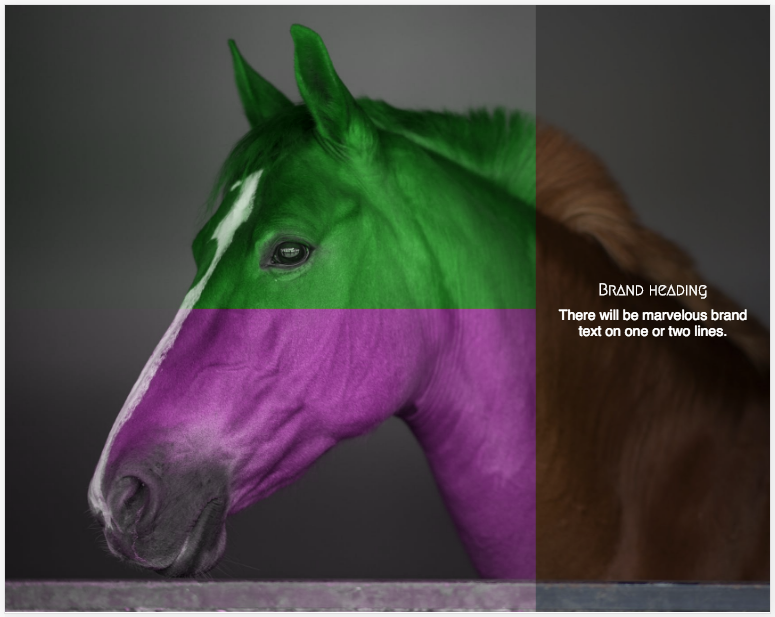 Brand heading
There will be marvelous brand
text on one or two lines.